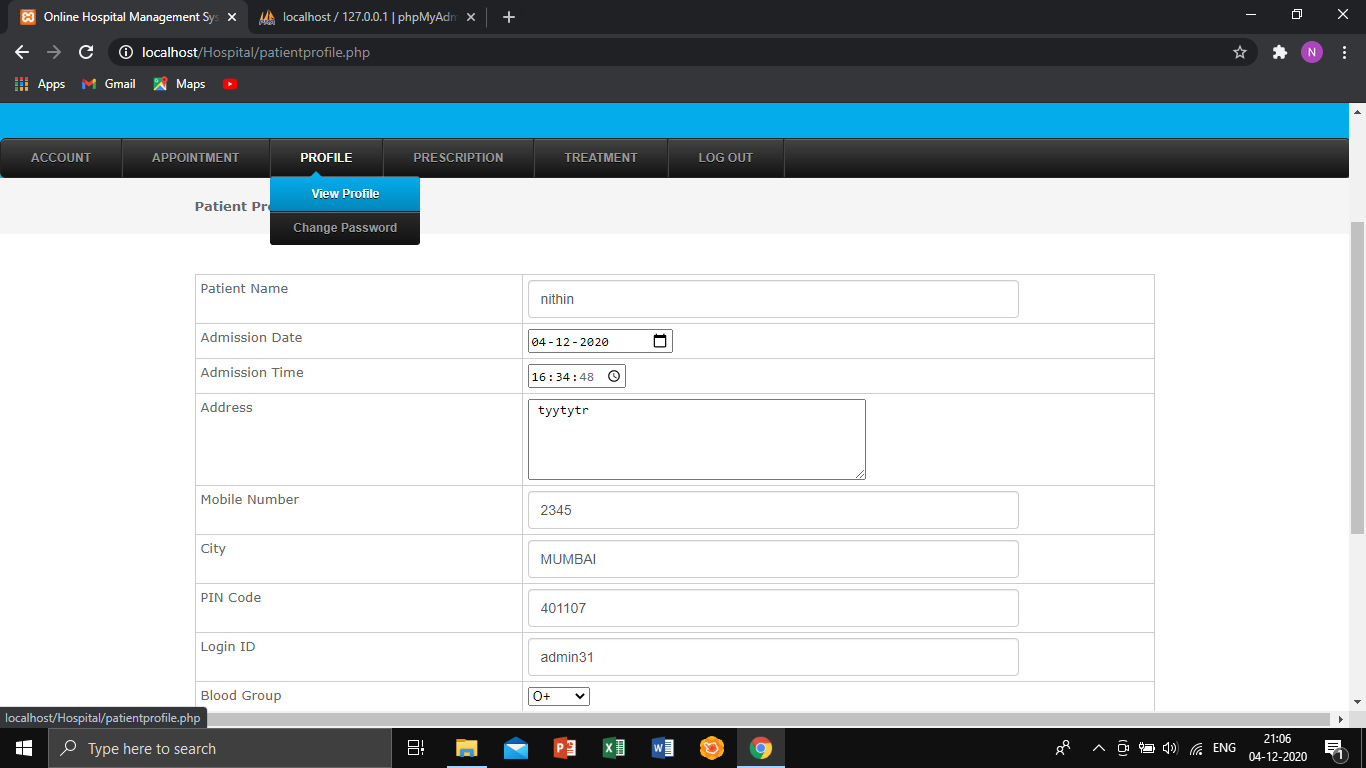 Online Hospital Management Sys
localhost / 127.0.0.1 | phpMyAdm
localhost/Hospital/patientprofile.php
N
Apps Gmail Maps
ACCOUNT APPOINTMENT PROFILE PRESCRIPTION TREATMENT LOG OUT
View Profile
Patient Pr
Change Password
Patient Name nithin
Admission Date 04-12-2020
Admission Time 16:34:48
Address tyytytr
Mobile Number 2345
City MUMBAI
PIN Code 401107
Login ID admin31
Blood Group O+
localhost/Hospital/patientprofile.php
Type here to search
ENG
21:06
04-12-2020
1